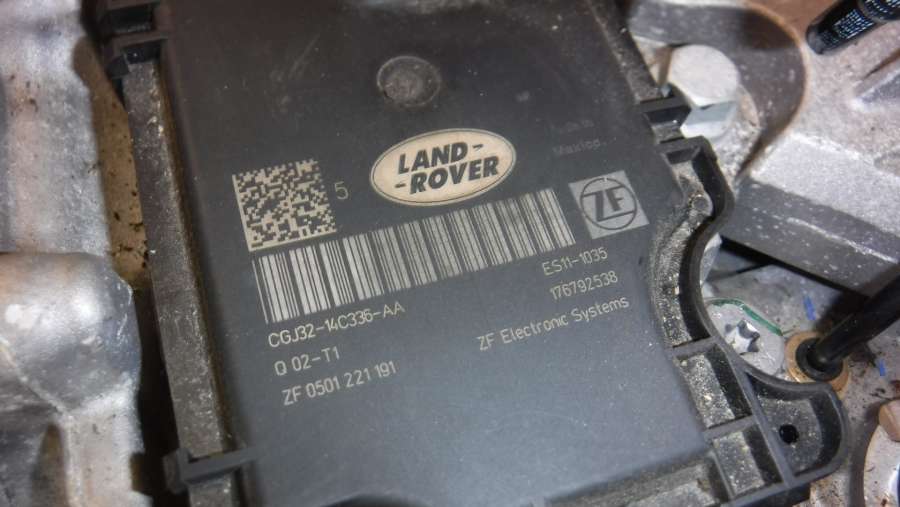 Mexico.
5
LAND-
-ROVER
ZF
ES11-1035
176792538
CGJ32-14C336-AA
Q 02-T1
ZF Electronic Systems
ZF 0501 221 191